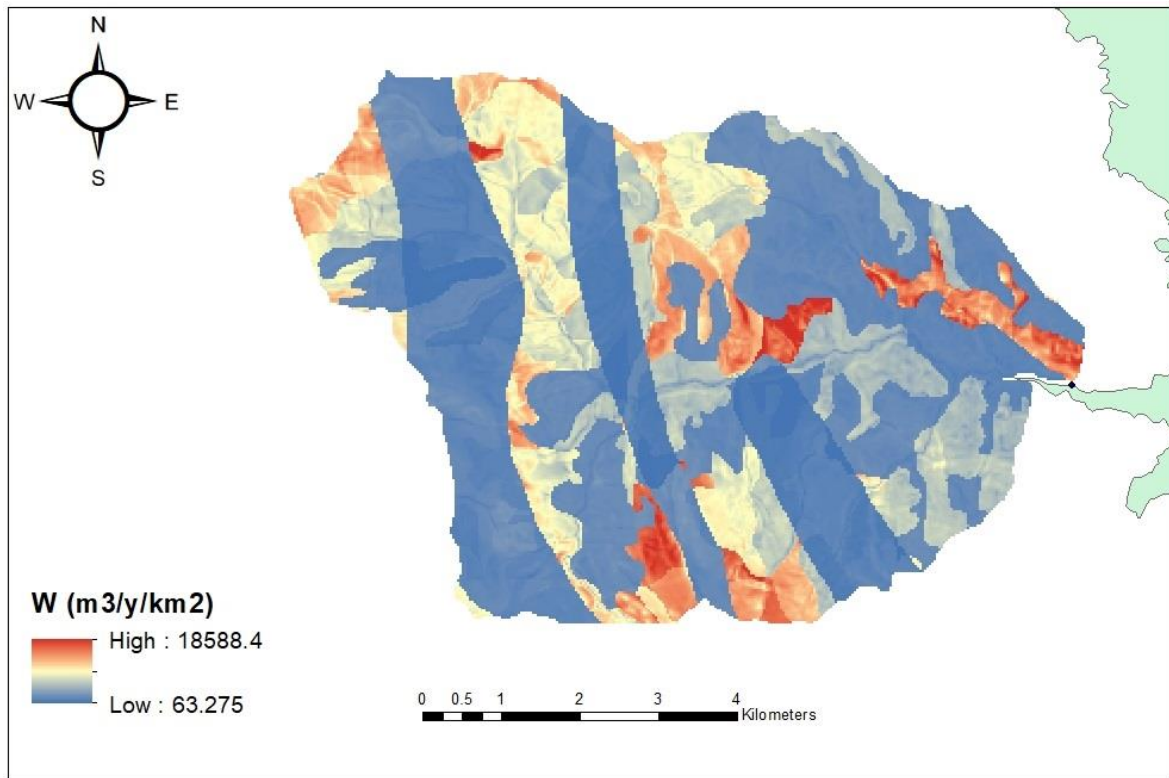 N
W E
S
W (m3/y/km2)
High : 18588.4
Low : 63.275
0 0.5 1 2 3 4
Kilometers